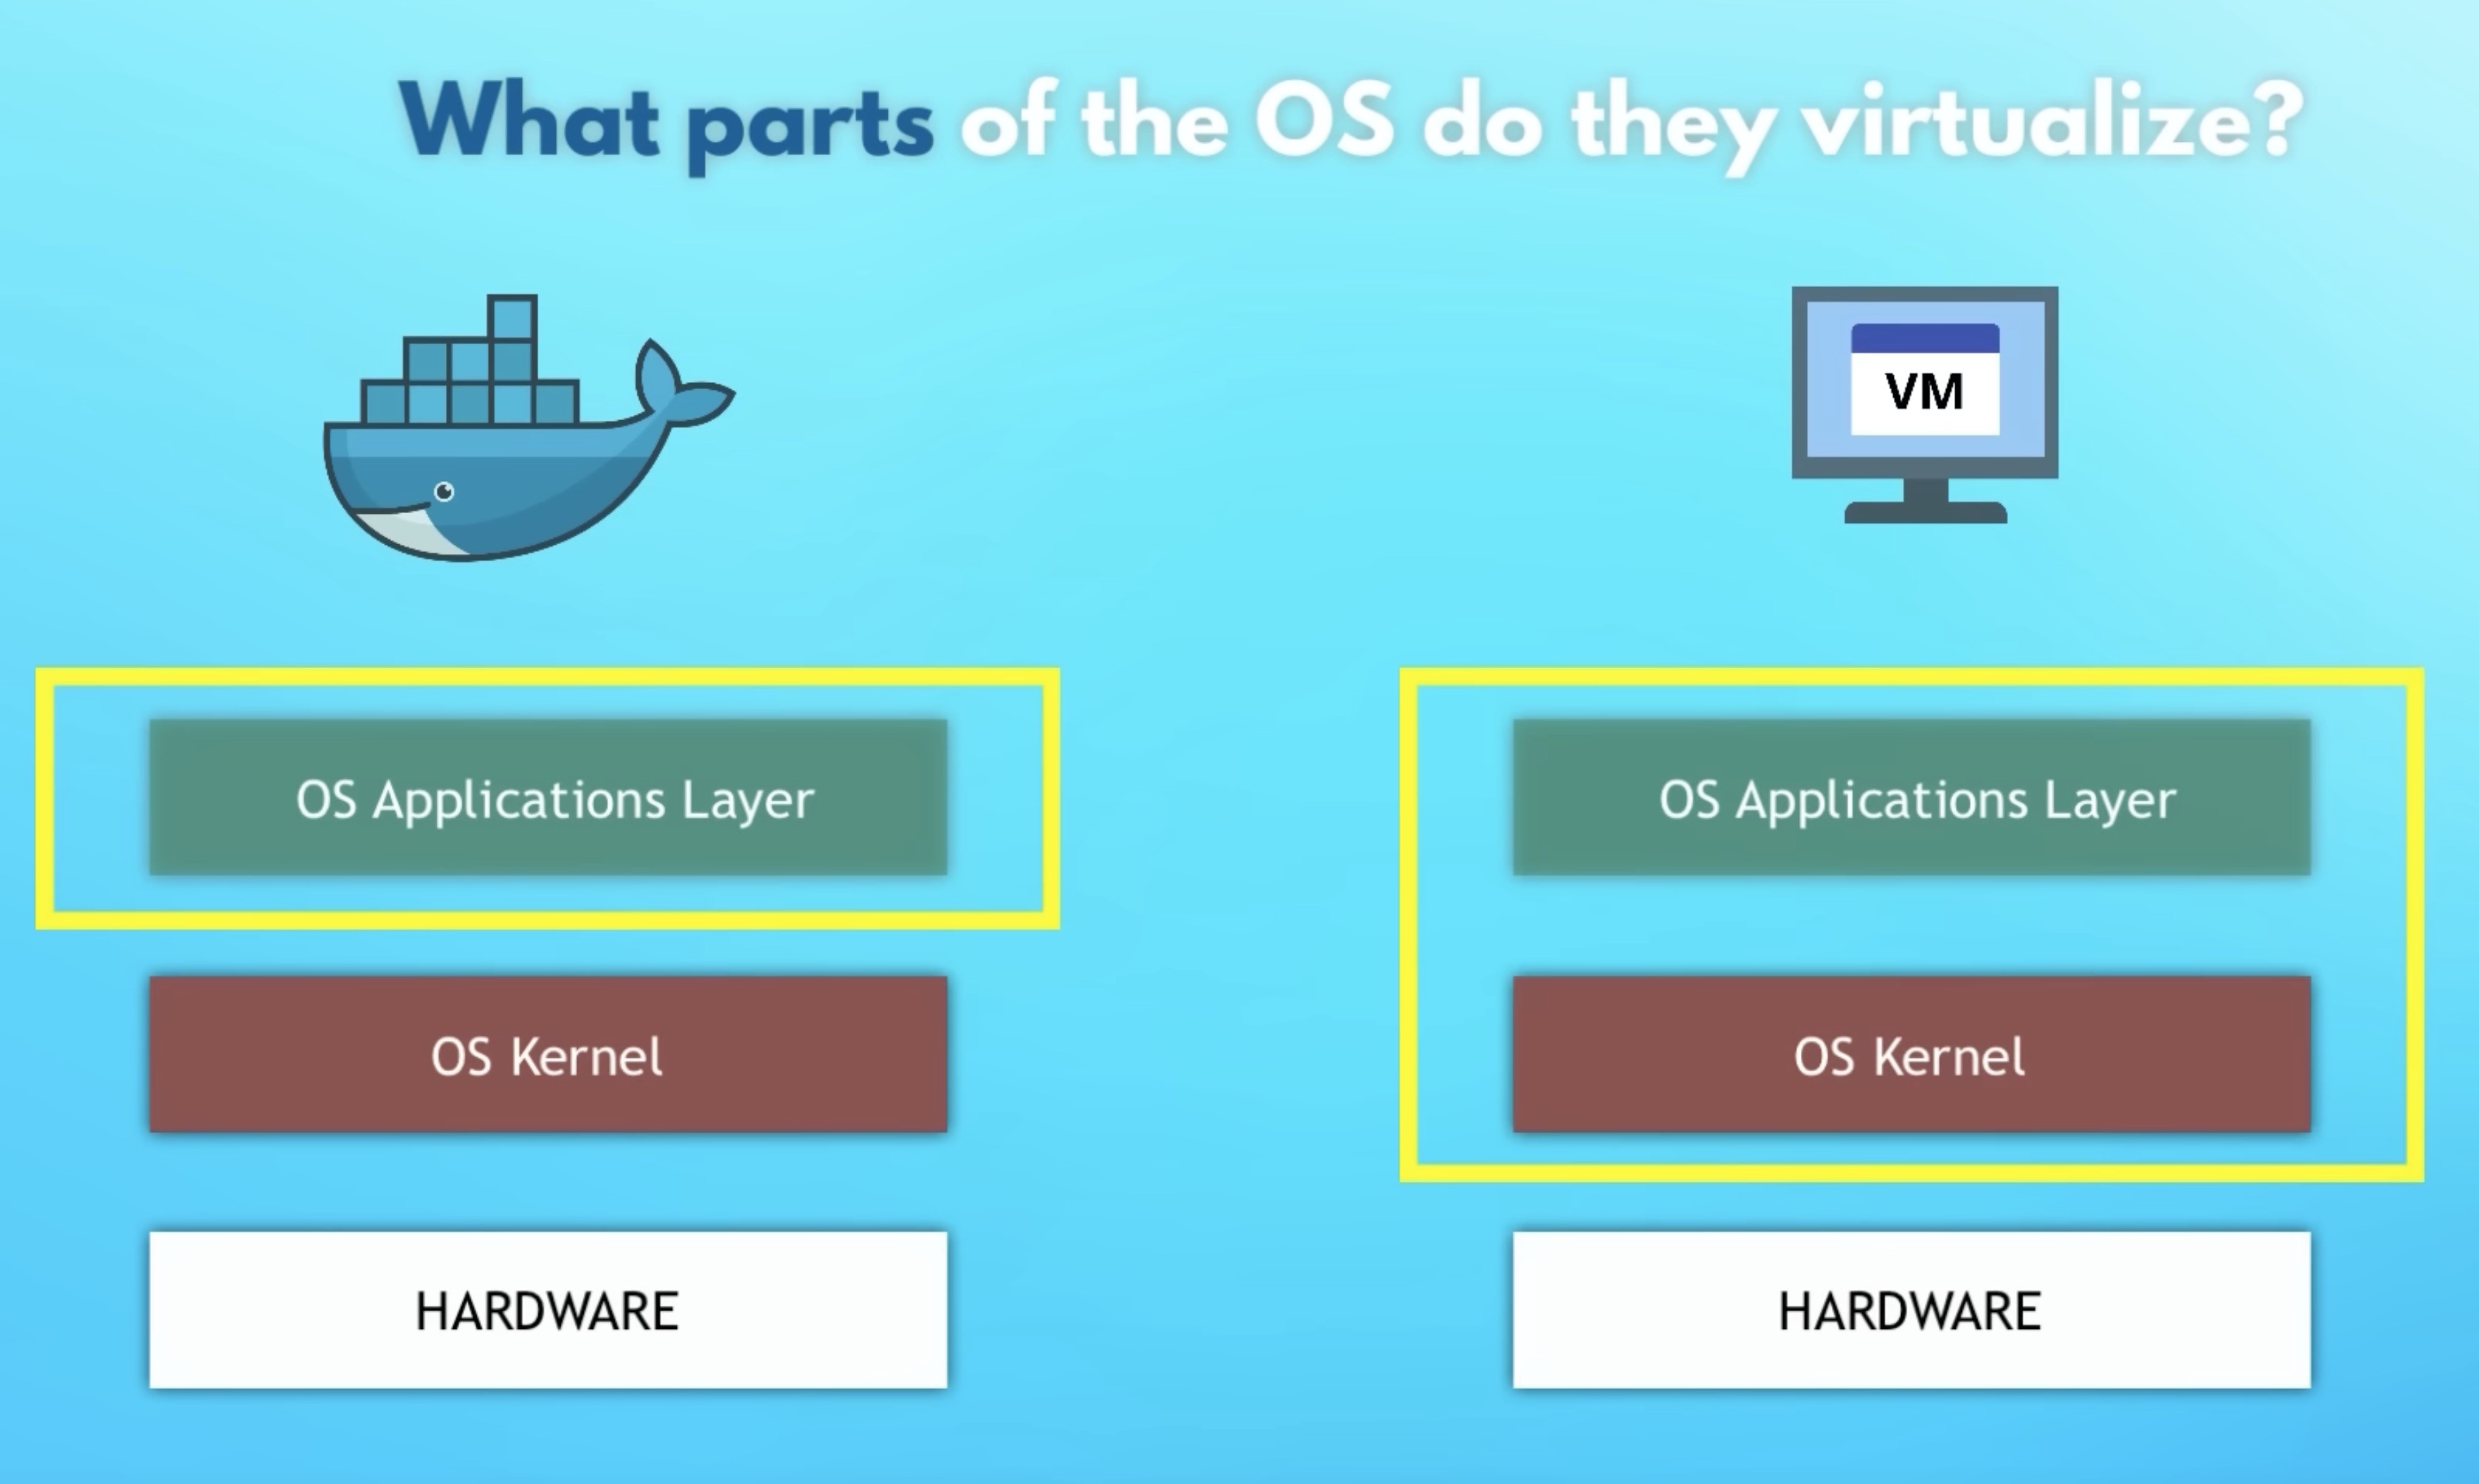 What parts of the OS do they virtualize?
VM
OS Applications Layer
OS Kernel
HARDWARE
OS Applications Layer
OS Kernel
HARDWARE